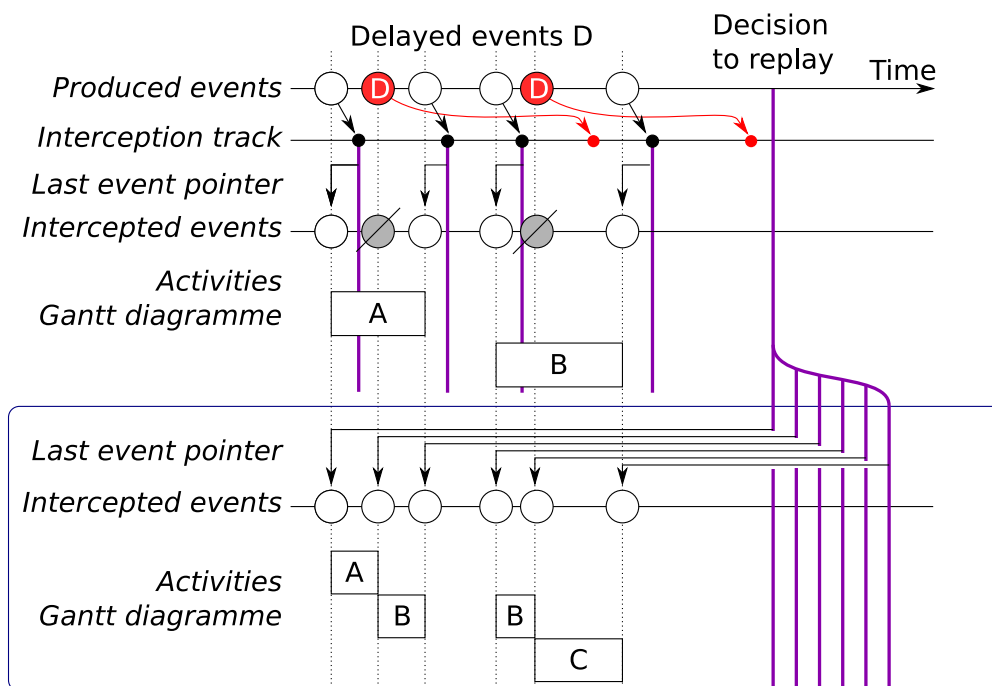 Delayed events D
Decision
to replay
Time
Produced events
D
D
Interception track
Last event pointer
Intercepted events
Activities
Gantt diagramme
A
B
Last event pointer
Intercepted events
Activities
Gantt diagramme
A
B
B
C